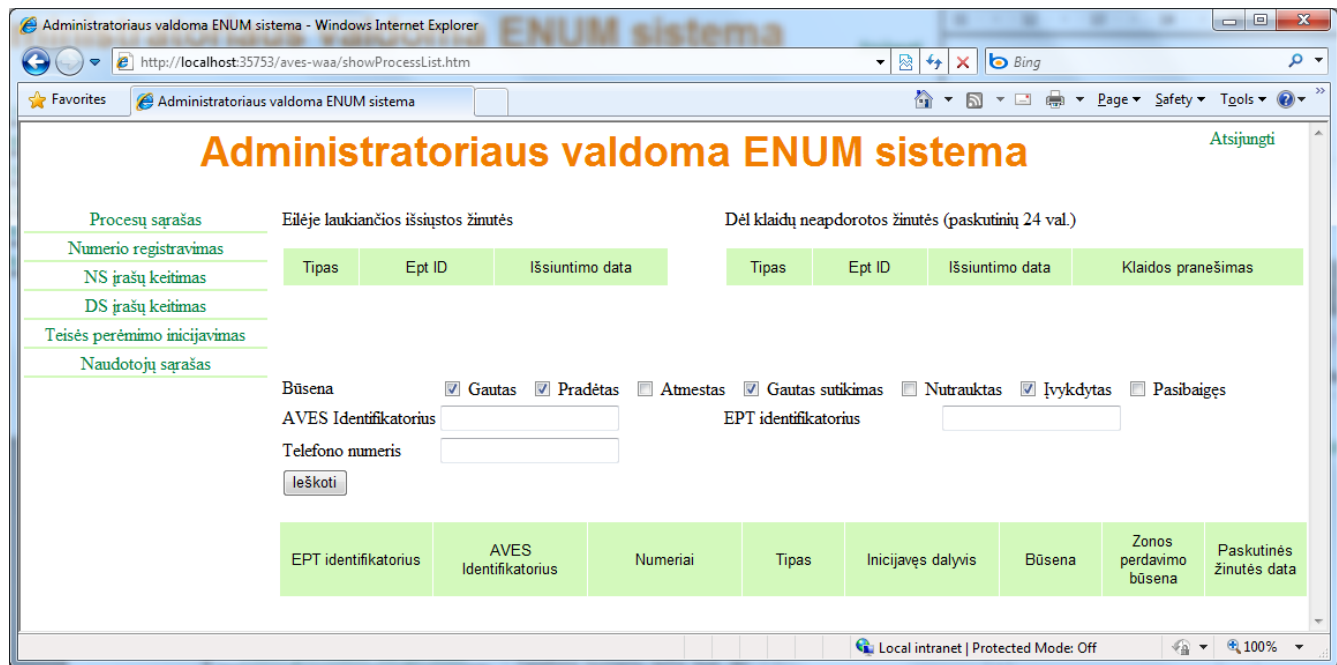 Administratoriaus valdoma ENUM sistema - Windows Internet Explorer
http://localhost:35753/aves-waa/showProcessList.htm
Bing
Favorites
Administratoriaus valdoma ENUM sistema
Page Safety Tools
Administratoriaus valdoma ENUM sistema
Atsijungti
Procesų sąrašas
Numerio registravimas
NS įrašų keitimas
DS įrašų keitimas
Teisės perėmimo inicijavimas
Naudotojų sąrašas
Eilėje laukiančios išsiųstos žinutės
Tipas Ept ID Išsiuntimo data
Dėl klaidų neapdorotos žinutės (paskutinių 24 val.)
Tipas Ept ID Išsiuntimo data Klaidos pranešimas
Būsena Gautas Pradėtas Atmestas Gautas sutikimas Nutrauktas Įvykdytas Pasibaigęs
AVES Identifikatorius EPT identifikatorius
Telefono numeris
Ieškoti
EPT identifikatorius
AVES
Identifikatorius
Numeriai
Tipas
Inicijavęs dalyvis
Būsena
Zonos
perdavimo
būsena
Paskutinės
žinutės data
Local intranet | Protected Mode: Off
100%